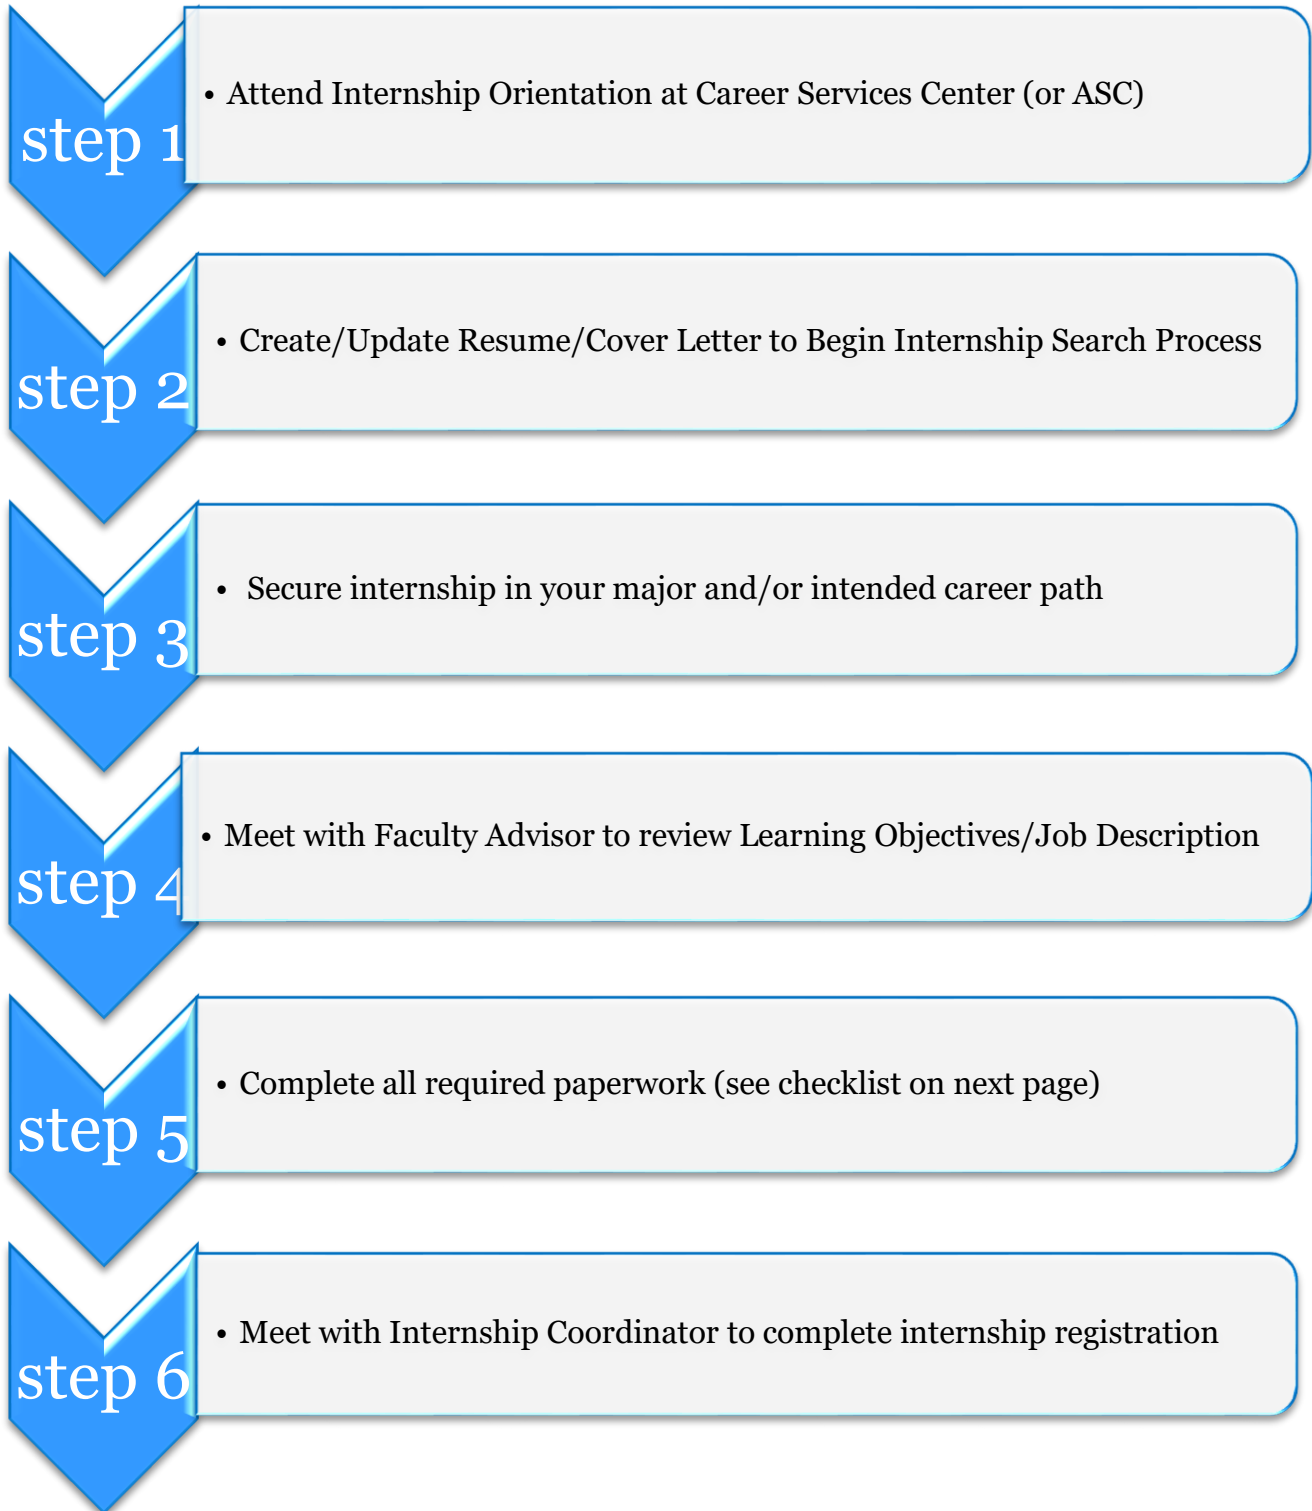 step 1
• Attend Internship Orientation at Career Services Center (or ASC)
step 2
• Create/Update Resume/Cover Letter to Begin Internship Search Process
step 3
• Secure internship in your major and/or intended career path
step 4
• Meet with Faculty Advisor to review Learning Objectives/Job Description
step 5
• Complete all required paperwork (see checklist on next page)
step 6
• Meet with Internship Coordinator to complete internship registration